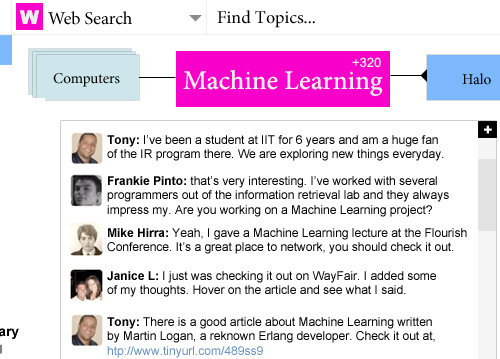 W Web Search Find Topics...
Computers
+320
Machine Learning
Halo
Tony: I've been a student at IIT for 6 years and am a huge fan
of the IR program there. We are exploring new things everyday.
Frankie Pinto: that's very interesting. I've worked with several
programmers out of the information retrieval lab and they always
impress my. Are you working on a Machine Learning project?
Mike Hirra: Yeah, I gave a Machine Learning lecture at the Flourish
Conference. It's a great place to network, you should check it out.
Janice L: I just was checking it out on WayFair. I added some
of my thoughts. Hover on the article and see what I said.
Tony: There is a good article about Machine Learning written
by Martin Logan, a reknown Erlang developer. Check it out at,
htp://www.tinyurl.com/489ss9
ary